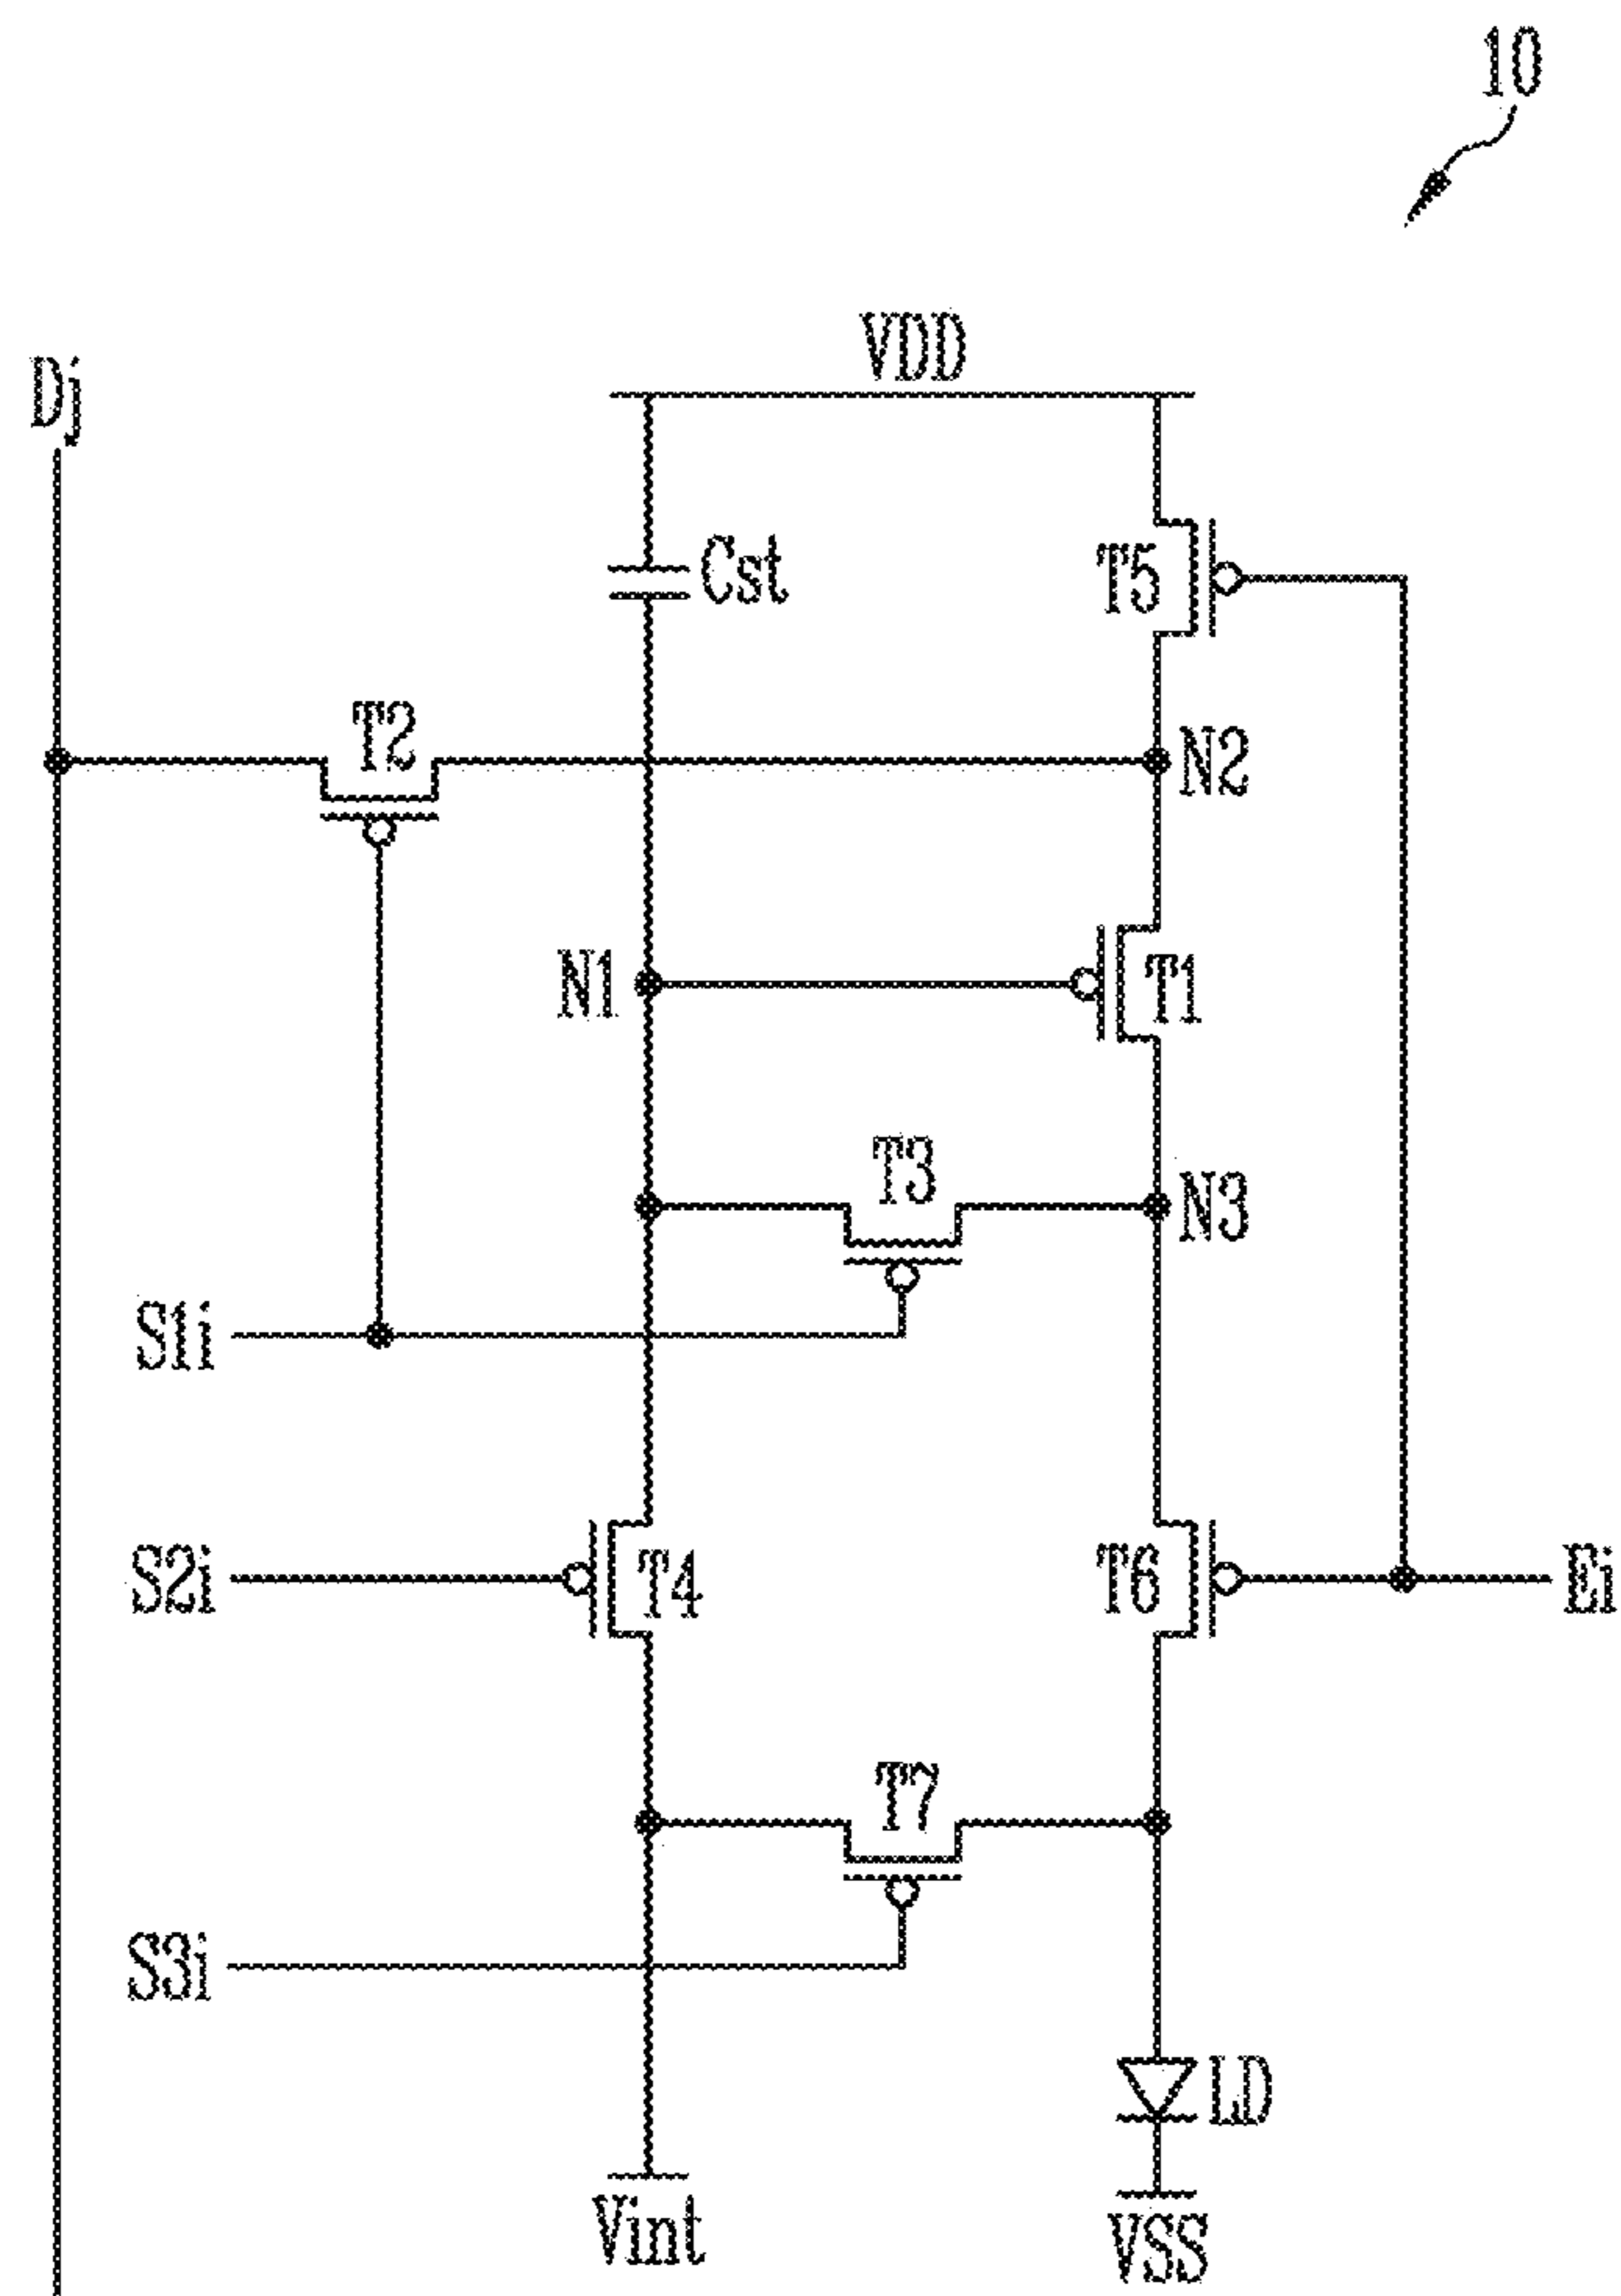 10
VDD
Dj
Cst
T5
T2
N2
N1
T1
T3
N3
S1i
S2i
T4
T6
Ei
T7
S3i
LD
Vint
VSS